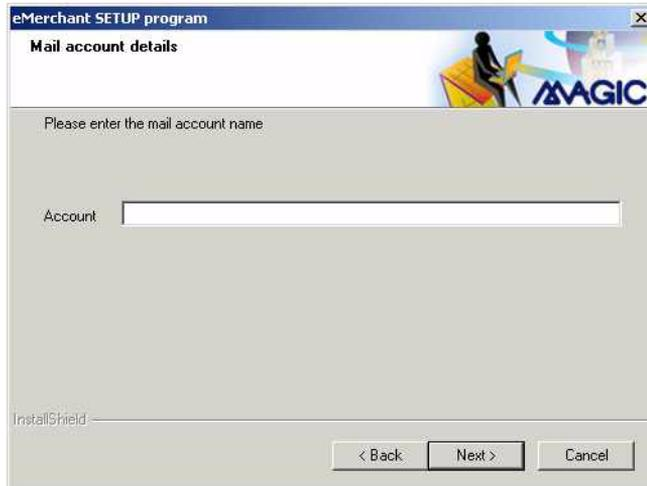 eMerchant SETUP program
Mail account details
MAGIC
Please enter the mail account name
Account
InstallShield
< Back Next > Cancel